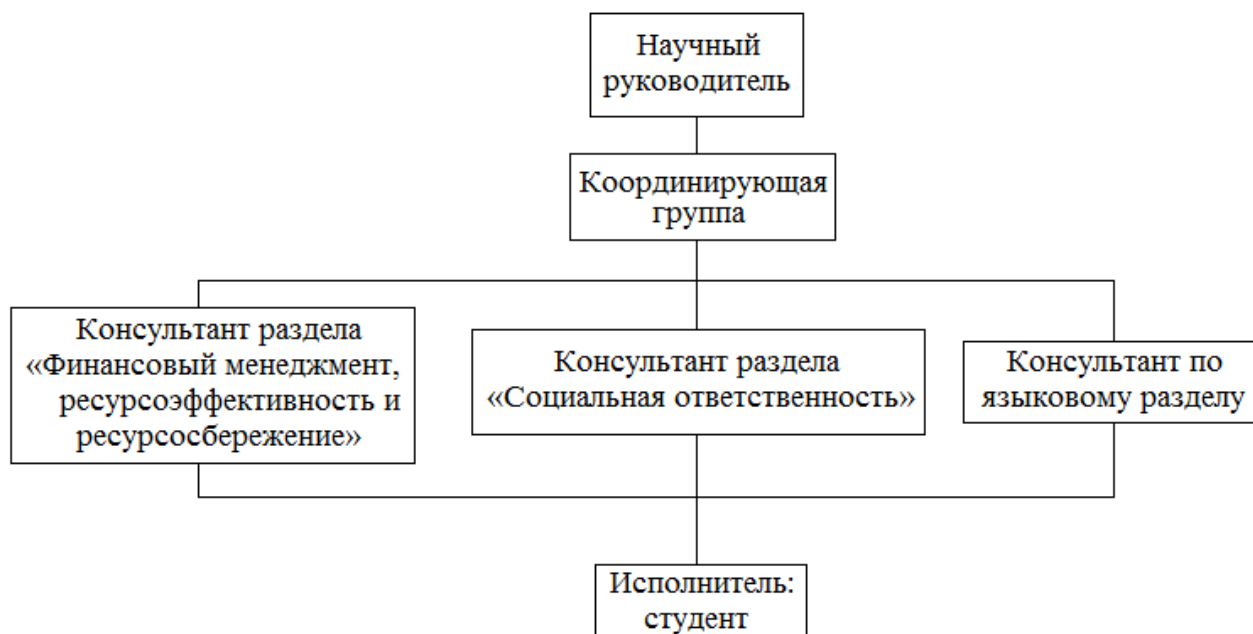 Научный
руководитель
Координирующая
группа
Консультант раздела
«Финансовый менеджмент,
ресурсоэффективность и
ресурсосбережение»
Консультант раздела
«Социальная ответственность»
Консультант по
языковому разделу
Исполнитель:
студент